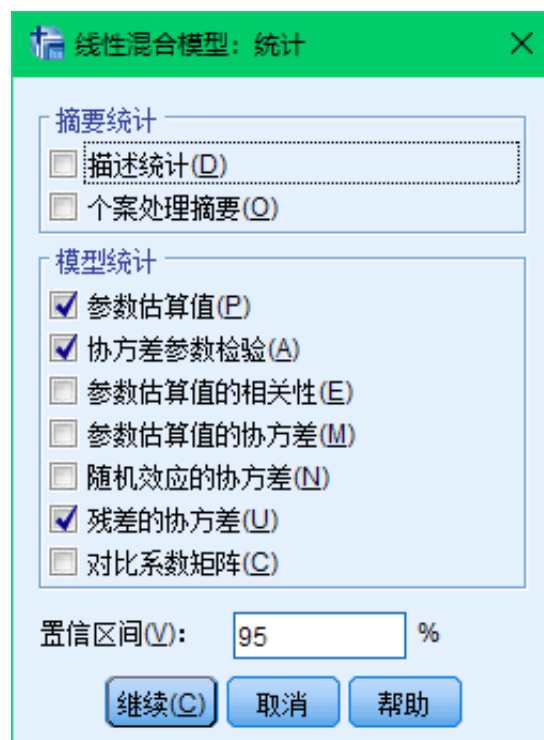 线性混合模型：统计
摘要统计
描述统计(D)
个案处理摘要(O)
模型统计
参数估算值(P)
协方差参数检验(A)
参数估算值的相关性(E)
参数估算值的协方差(M)
随机效应的协方差(N)
残差的协方差(U)
对比系数矩阵(C)
置信区间(V)： 95 %
继续(C) 取消 帮助